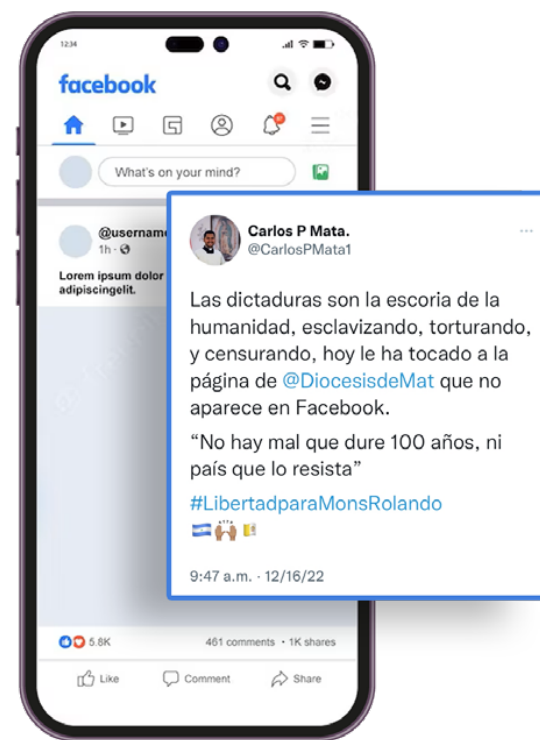 12:34
facebook
What's on your mind?
@username
1h
Lorem ipsum dolor
adipiscingelit.
Carlos P Mata.
@CarlosPMata1
Las dictaduras son la escoria de la
humanidad, esclavizando, torturando,
y censurando, hoy le ha tocado a la
página de @DiocesisdeMat que no
aparece en Facebook.
“No hay mal que dure 100 años, ni
país que lo resista”
#LibertadparaMonsRolando
9:47 a.m. · 12/16/22
5.8K
461 comments • 1K shares
Like
Comment
Share